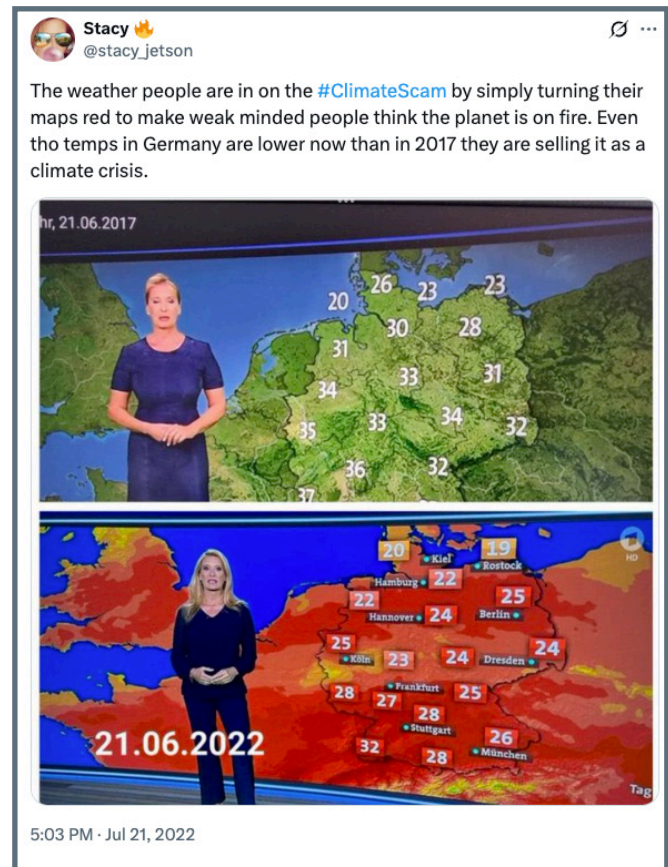 Stacy 🔥
@stacy_jetson
The weather people are in on the #ClimateScam by simply turning their
maps red to make weak minded people think the planet is on fire. Even
tho temps in Germany are lower now than in 2017 they are selling it as a
climate crisis.
hr, 21.06.2017
26
23
23
20
30
28
31
33
31
34
34
33
35
32
36
32
37
HD
20
Kiel
19
Rostock
Hamburg
22
22
25
Hannover
24
Berlin
25
Köln
23
24
Dresden
24
28
Frankfurt
27
25
28
Stuttgart
21.06.2022
32
26
München
28
Tag
5:03 PM · Jul 21, 2022